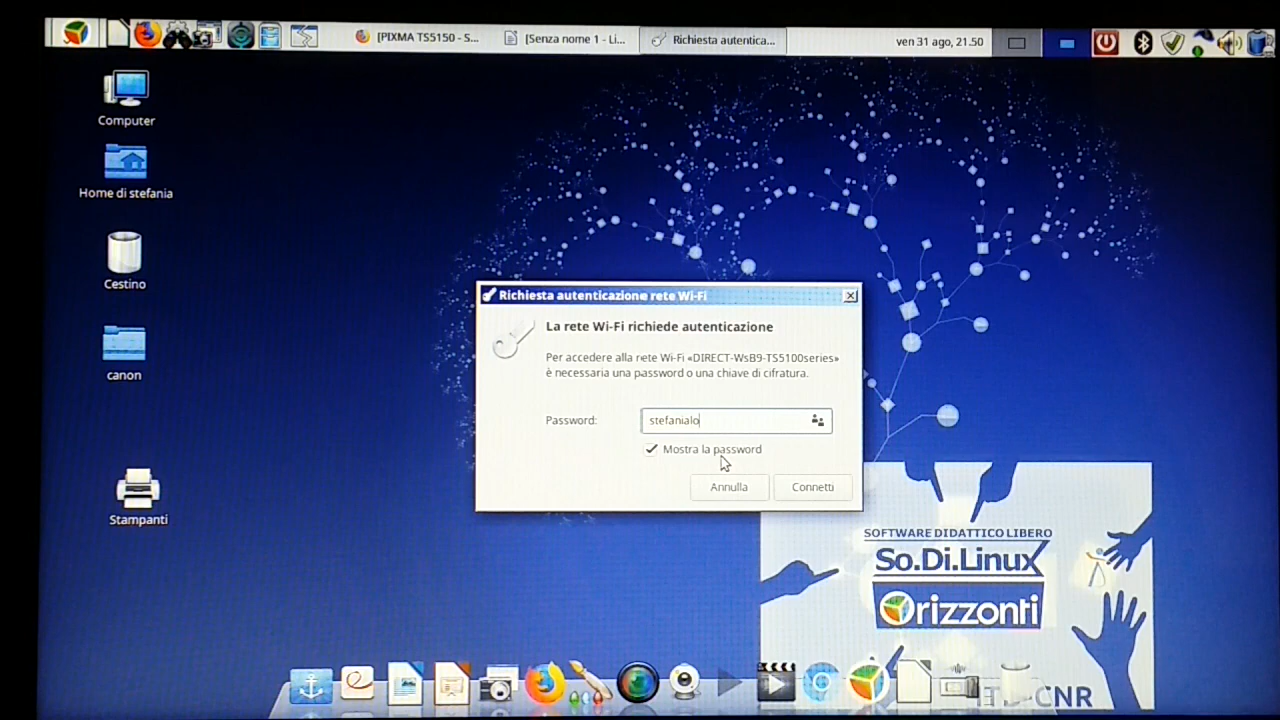 [PIXMA TS5150 - S...
[Senza nome 1 - Li...
Richiesta autentica...
ven 31 ago, 21.50
Computer
Home di stefania
Cestino
canon
Stampanti
Richiesta autenticazione rete Wi-Fi
La rete Wi-Fi richiede autenticazione
Per accedere alla rete Wi-Fi «DIRECT-WsB9-TS5100series»
è necessaria una password o una chiave di cifratura.
Password:
stefanialo
Mostra la password
Annulla
Connetti
SOFTWARE DIDATTICO LIBERO
So.Di.Linux
Orizzonti
CNR